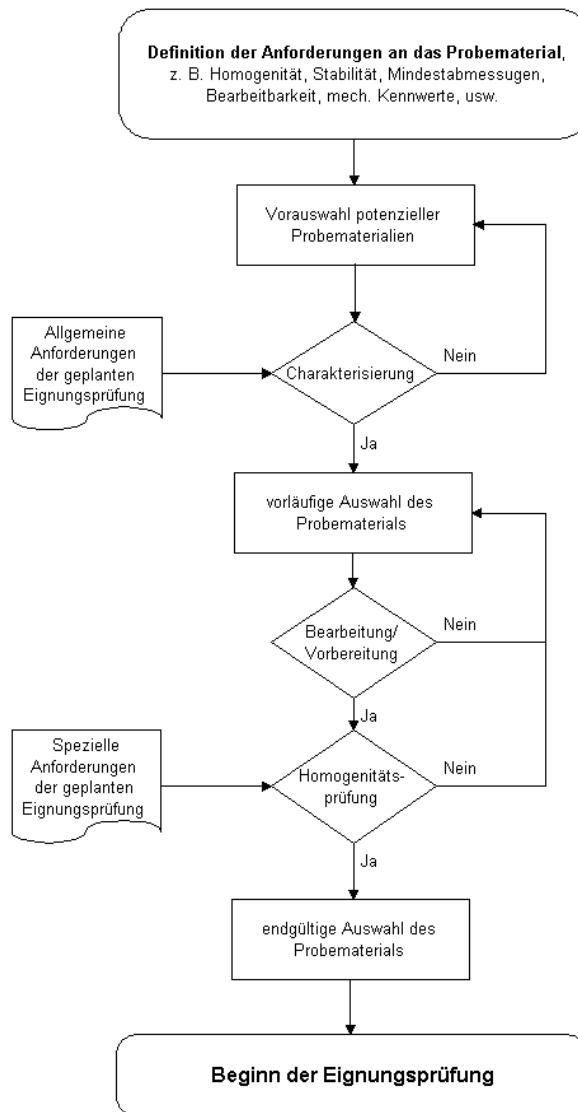 Definition der Anforderungen an das Probematerial,
z. B. Homogenität, Stabilität, Mindestabmessugen,
Bearbeitbarkeit, mech. Kennwerte, usw.
Vorauswahl potenzieller
Probematerialien
Allgemeine
Anforderungen
der geplanten
Eignungsprüfung
Charakterisierung
Nein
Ja
vorläufige Auswahl des
Probematerials
Bearbeitung/
Vorbereitung
Nein
Ja
Spezielle
Anforderungen
der geplanten
Eignungsprüfung
Homogenitäts-
prüfung
Nein
Ja
endgültige Auswahl des
Probematerials
Beginn der Eignungsprüfung